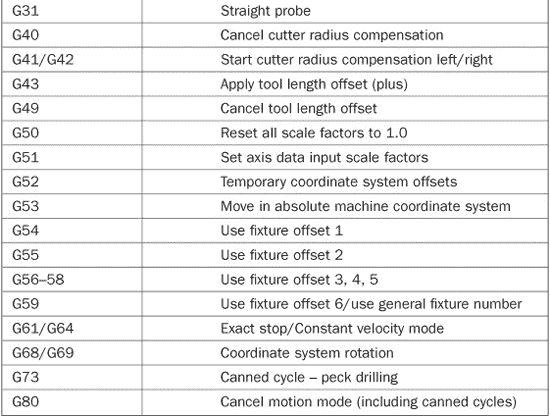 G31 Straight probe
G40 Cancel cutter radius compensation
G41/G42 Start cutter radius compensation left/right
G43 Apply tool length offset (plus)
G49 Cancel tool length offset
G50 Reset all scale factors to 1.0
G51 Set axis data input scale factors
G52 Temporary coordinate system offsets
G53 Move in absolute machine coordinate system
G54 Use fixture offset 1
G55 Use fixture offset 2
G56–58 Use fixture offset 3, 4, 5
G59 Use fixture offset 6/use general fixture number
G61/G64 Exact stop/Constant velocity mode
G68/G69 Coordinate system rotation
G73 Canned cycle – peck drilling
G80 Cancel motion mode (including canned cycles)